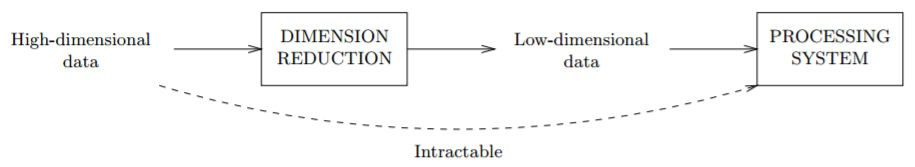 High-dimensional
data
DIMENSION
REDUCTION
Low-dimensional
data
PROCESSING
SYSTEM
Intractable